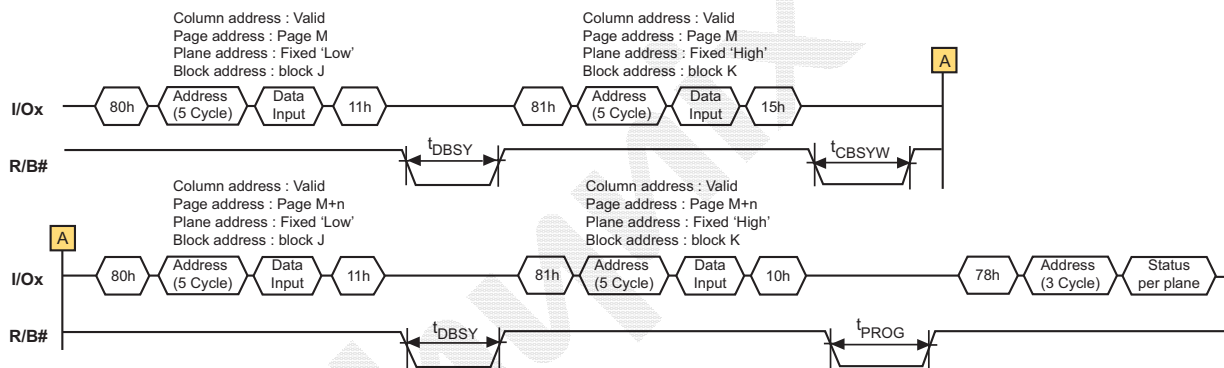 Column address : Valid
Page address : Page M
Plane address : Fixed ‘Low’
Block address : block J
Column address : Valid
Page address : Page M
Plane address : Fixed ‘High’
Block address : block K
A
I/Ox
80h
Address
(5 Cycle)
Data
Input
11h
81h
Address
(5 Cycle)
Data
Input
15h
R/B#
tDBSY
tCBSYW
Column address : Valid
Page address : Page M+n
Plane address : Fixed ‘Low’
Block address : block J
Column address : Valid
Page address : Page M+n
Plane address : Fixed ‘High’
Block address : block K
A
I/Ox
80h
Address
(5 Cycle)
Data
Input
11h
81h
Address
(5 Cycle)
Data
Input
10h
78h
Address
(3 Cycle)
Status
per plane
R/B#
tDBSY
tPROG